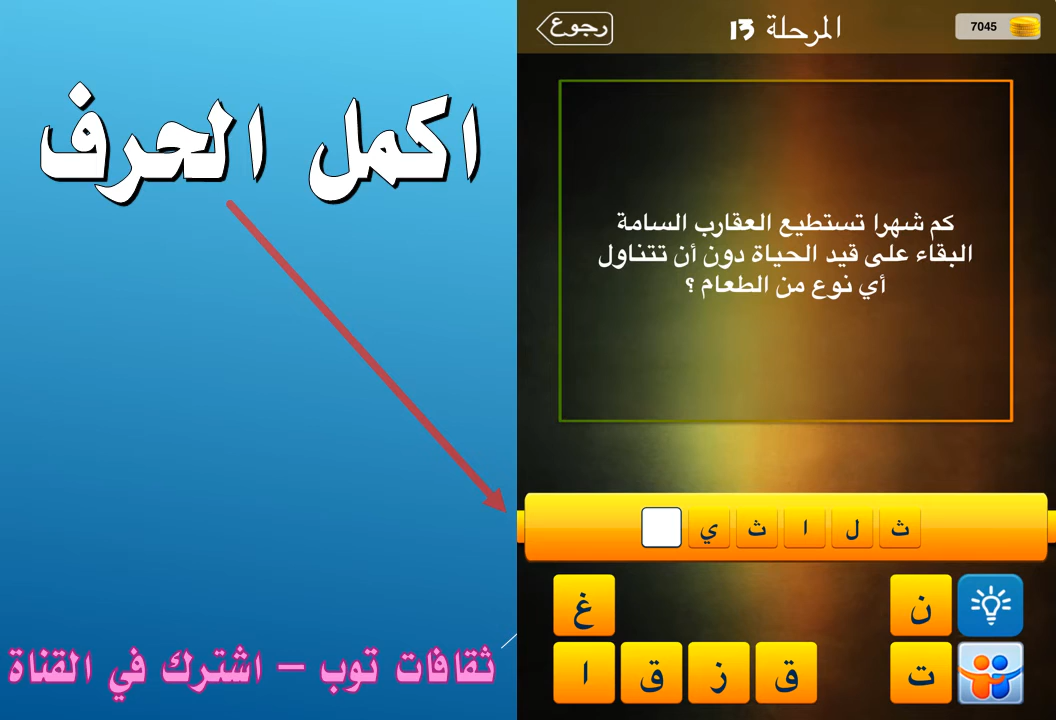 اكمل الحرف
ثقافات توب – اشترك في القناة
رجوع
المرحلة 13
7045
كم شهرا تستطيع العقارب السامة
البقاء على قيد الحياة دون أن تتناول
أي نوع من الطعام ؟
ث ل ا ث ي
ن غ
ت ق ز ق ا